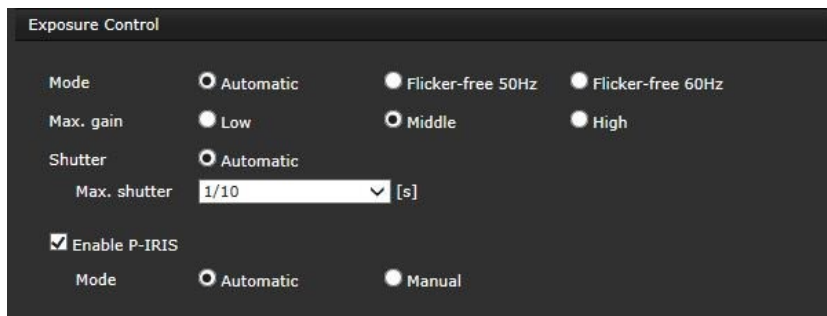 Exposure Control
Mode Automatic Flicker-free 50Hz Flicker-free 60Hz
Max. gain Low Middle High
Shutter Automatic
Max. shutter 1/10 [s]
Enable P-IRIS
Mode Automatic Manual